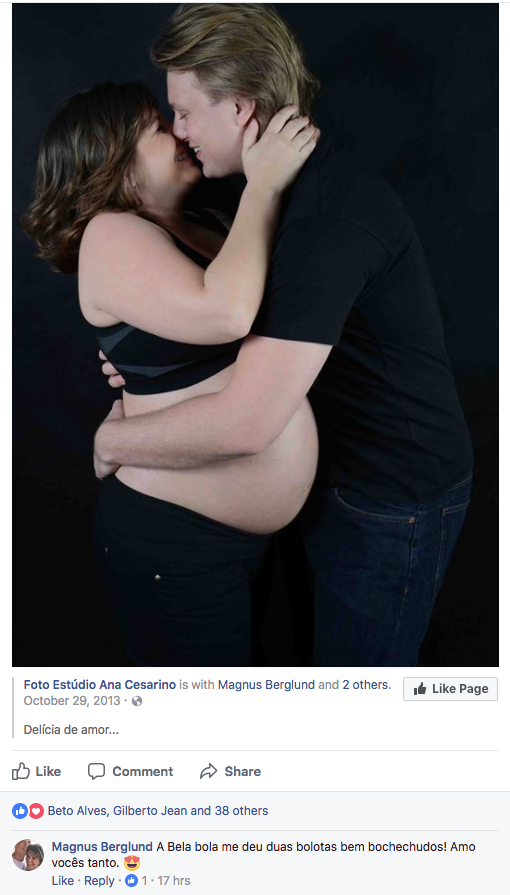 Foto Estúdio Ana Cesarino is with Magnus Berglund and 2 others.
Like Page
October 29, 2013 ·
Delícia de amor...
Like Comment Share
Beto Alves, Gilberto Jean and 38 others
Magnus Berglund A Bela bola me deu duas bolotas bem bochechudos! Amo
vocês tanto. 😍
Like · Reply · 1 · 17 hrs